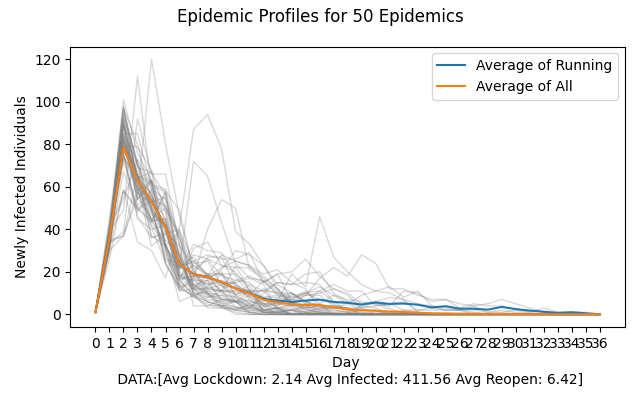 Epidemic Profiles for 50 Epidemics
Average of Running
Average of All
120
100
80
60
40
20
0
Newly Infected Individuals
0 1 2 3 4 5 6 7 8 9 10 11 12 13 14 15 16 17 18 19 20 21 22 23 24 25 26 27 28 29 30 31 32 33 34 35 36
Day
DATA:[Avg Lockdown: 2.14 Avg Infected: 411.56 Avg Reopen: 6.42]